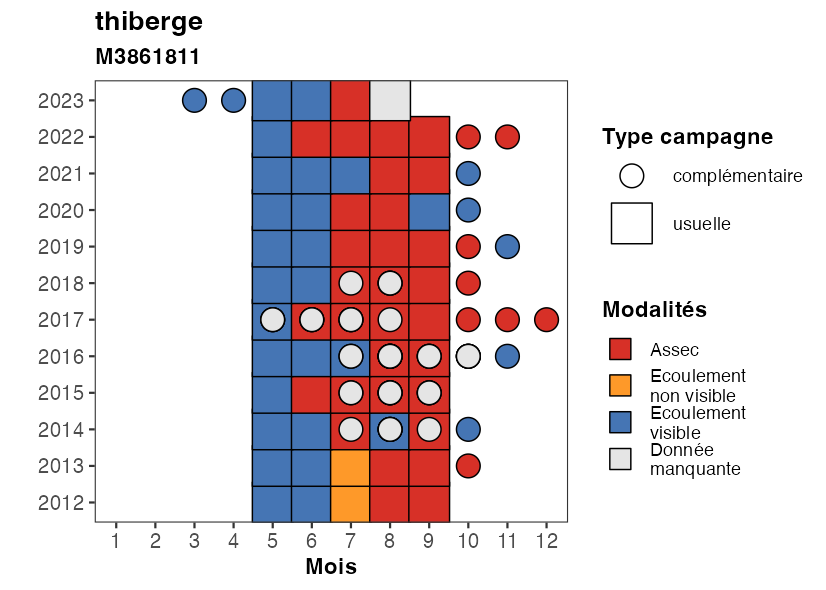 thiberge
M3861811
2023
2022
2021
2020
2019
2018
2017
2016
2015
2014
2013
2012
1 2 3 4 5 6 7 8 9 10 11 12
Mois
Type campagne
complémentaire
usuelle
Modalités
Assec
Ecoulement
non visible
Ecoulement
visible
Donnée
manquante